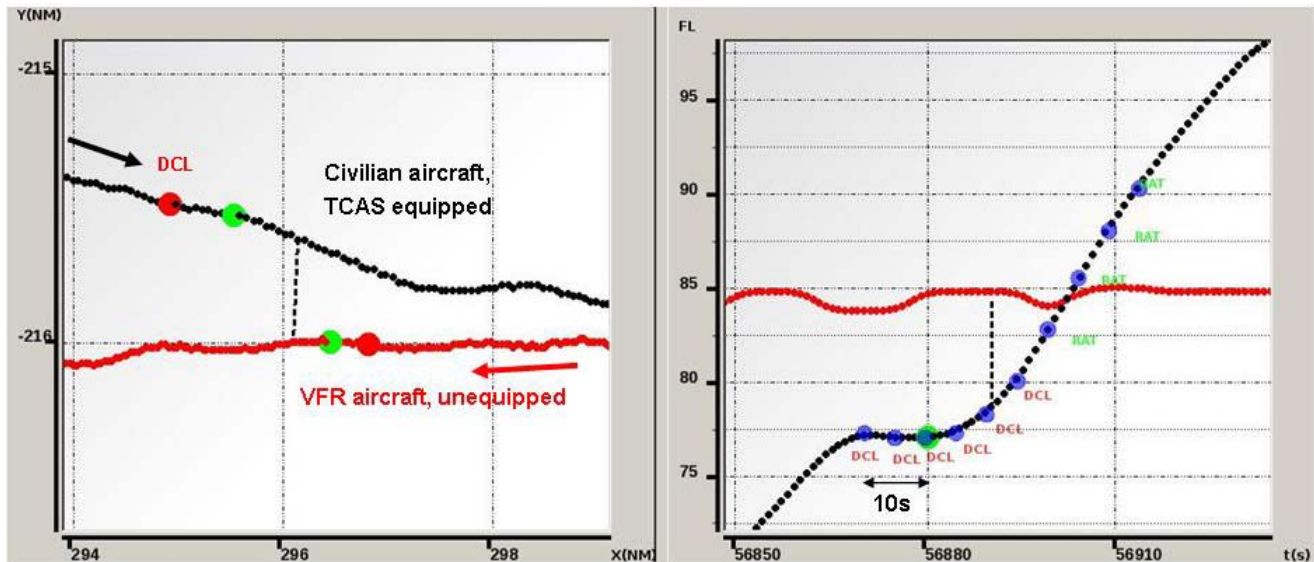 Y(NM)
-215
DCL
Civilian aircraft,
TCAS equipped
-216
VFR aircraft, unequipped
294
296
298
X(NM)
FL
95
90
RAT
RAT
85
RAT
RAT
80
DCL
DCL
DCL
DCL
DCL
DCL
75
10s
56850
56880
56910
t(s)